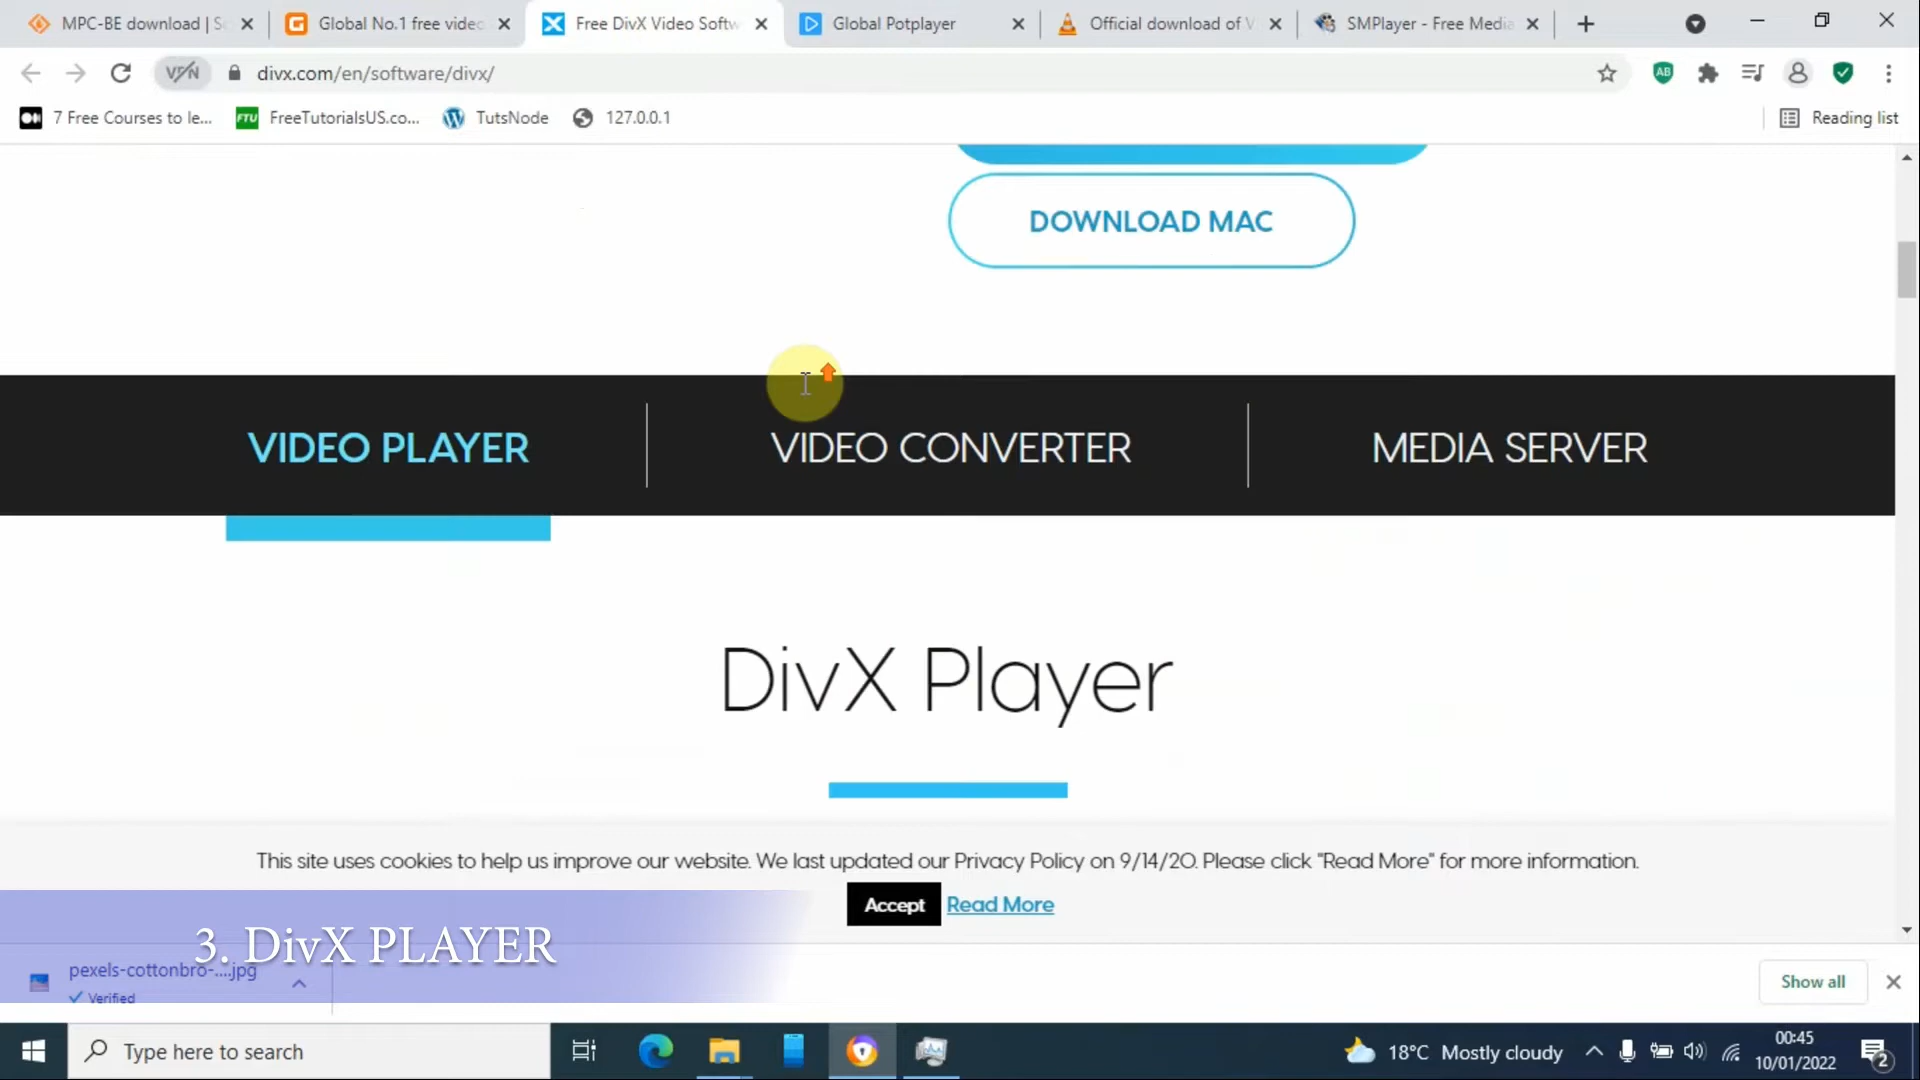 MPC-BE download | S
Global No.1 free video
Free DivX Video Softw
Global Potplayer
Official download of V
SMPlayer - Free Media
VPN
divx.com/en/software/divx/
7 Free Courses to le...
FTU
FreeTutorialsUS.co...
TutsNode
127.0.0.1
Reading list
DOWNLOAD MAC
VIDEO PLAYER
VIDEO CONVERTER
MEDIA SERVER
DivX Player
This site uses cookies to help us improve our website. We last updated our Privacy Policy on 9/14/20. Please click "Read More" for more information.
Accept
Read More
3. DivX PLAYER
pexels-cottonbro-....jpg
Verified
Show all
Type here to search
18°C Mostly cloudy
00:45
10/01/2022
2